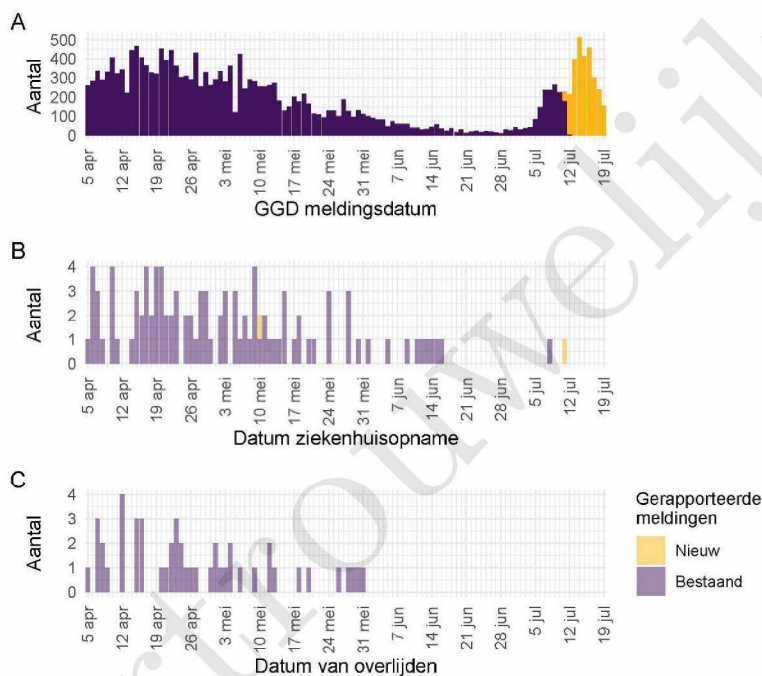 A
500
400
300
200
100
0
Aantal
5 apr
12 apr
19 apr
26 apr
3 mei
10 mei
17 mei
24 mei
31 mei
7 jun
14 jun
21 jun
28 jun
5 jul
12 jul
19 jul
GGD meldingsdatum
B
4
3
2
1
0
Aantal
5 apr
12 apr
19 apr
26 apr
3 mei
10 mei
17 mei
24 mei
31 mei
7 jun
14 jun
21 jun
28 jun
5 jul
12 jul
19 jul
Datum ziekenhuisopname
C
4
3
2
1
0
Aantal
5 apr
12 apr
19 apr
26 apr
3 mei
10 mei
17 mei
24 mei
31 mei
7 jun
14 jun
21 jun
28 jun
5 jul
12 jul
19 jul
Datum van overlijden
Gerapporteerde
meldingen
Nieuw
Bestaand
rtrouwelij